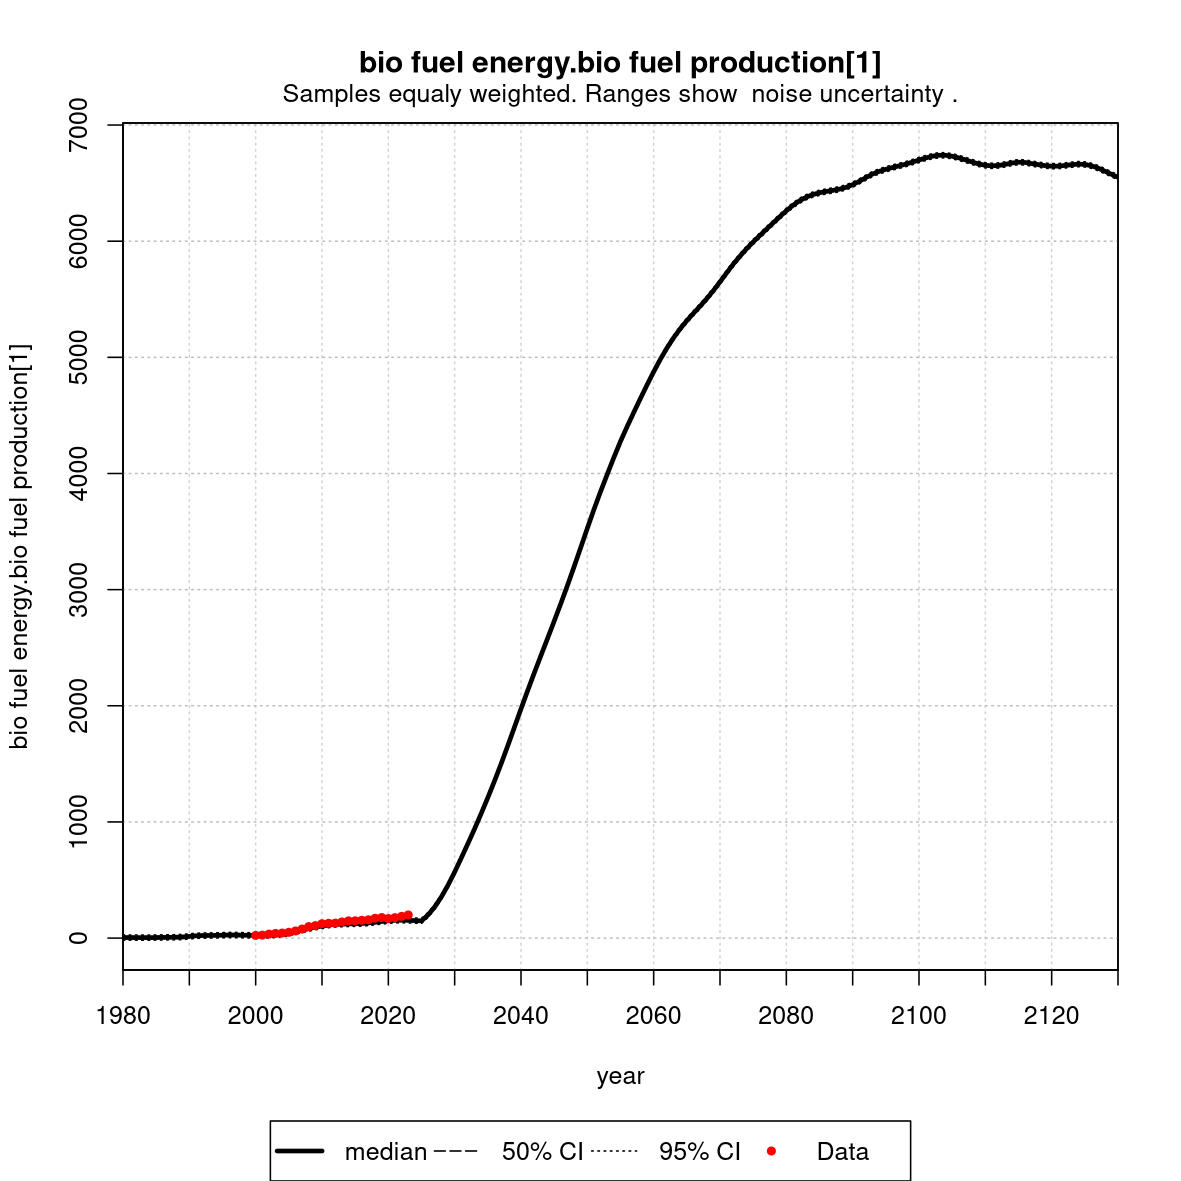 bio fuel energy.bio fuel production[1]
Samples equaly weighted. Ranges show  noise uncertainty .
bio fuel energy.bio fuel production[1]
7000
6000
5000
4000
3000
2000
1000
0
1980 2000 2020 2040 2060 2080 2100 2120
year
median 50% CI 95% CI Data